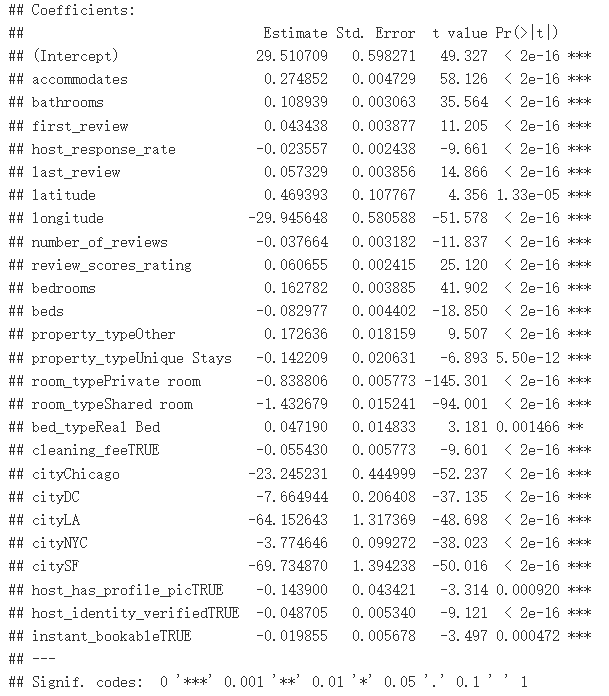 ## Coefficients:
##                          Estimate Std. Error  t value Pr(>|t|)
## (Intercept)             29.510709   0.598271   49.327  < 2e-16 ***
## accommodates             0.274852   0.004729   58.126  < 2e-16 ***
## bathrooms                0.108939   0.003063   35.564  < 2e-16 ***
## first_review             0.043438   0.003877   11.205  < 2e-16 ***
## host_response_rate      -0.023557   0.002438   -9.661  < 2e-16 ***
## last_review              0.057329   0.003856   14.866  < 2e-16 ***
## latitude                 0.469393   0.107767    4.356 1.33e-05 ***
## longitude              -29.945648   0.580588  -51.578  < 2e-16 ***
## number_of_reviews       -0.037664   0.003182  -11.837  < 2e-16 ***
## review_scores_rating     0.060655   0.002415   25.120  < 2e-16 ***
## bedrooms                 0.162782   0.003885   41.902  < 2e-16 ***
## beds                    -0.082977   0.004402  -18.850  < 2e-16 ***
## property_typeOther       0.172636   0.018159    9.507  < 2e-16 ***
## property_typeUnique Stays -0.142209   0.020631   -6.893 5.50e-12 ***
## room_typePrivate room   -0.838806   0.005773 -145.301  < 2e-16 ***
## room_typeShared room    -1.432679   0.015241  -94.001  < 2e-16 ***
## bed_typeReal Bed         0.047190   0.014833    3.181 0.001466 **
## cleaning_feeTRUE        -0.055430   0.005773   -9.601  < 2e-16 ***
## cityChicago            -23.245231   0.444999  -52.237  < 2e-16 ***
## cityDC                  -7.664944   0.206408  -37.135  < 2e-16 ***
## cityLA                 -64.152643   1.317369  -48.698  < 2e-16 ***
## cityNYC                 -3.774646   0.099272  -38.023  < 2e-16 ***
## citySF                 -69.734870   1.394238  -50.016  < 2e-16 ***
## host_has_profile_picTRUE -0.143900   0.043421   -3.314 0.000920 ***
## host_identity_verifiedTRUE -0.048705   0.005340   -9.121  < 2e-16 ***
## instant_bookableTRUE    -0.019855   0.005678   -3.497 0.000472 ***
## ---
## Signif. codes:  0 '***' 0.001 '**' 0.01 '*' 0.05 '.' 0.1 ' ' 1